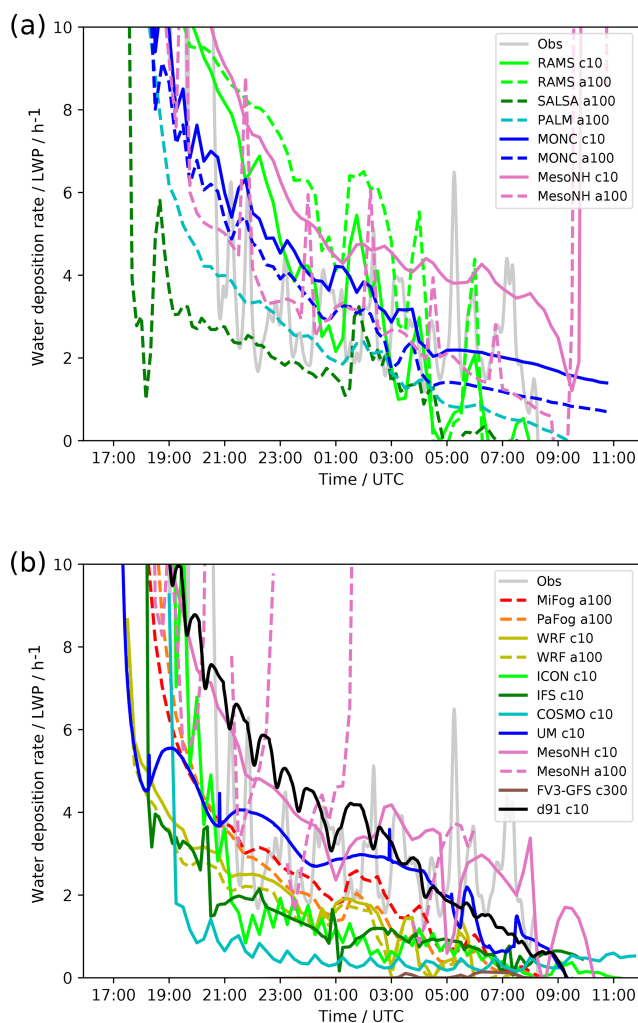 (a)
10
8
6
4
2
0
Water deposition rate / LWP / h⁻¹
Obs
RAMS c10
RAMS a100
SALSA a100
PALM a100
MONC c10
MONC a100
MesoNH c10
MesoNH a100
17:00 19:00 21:00 23:00 01:00 03:00 05:00 07:00 09:00 11:00
Time / UTC
(b)
10
8
6
4
2
0
Water deposition rate / LWP / h⁻¹
Obs
MiFog a100
PaFog a100
WRF c10
WRF a100
ICON c10
IFS c10
COSMO c10
UM c10
MesoNH c10
MesoNH a100
FV3-GFS c300
d91 c10
17:00 19:00 21:00 23:00 01:00 03:00 05:00 07:00 09:00 11:00
Time / UTC